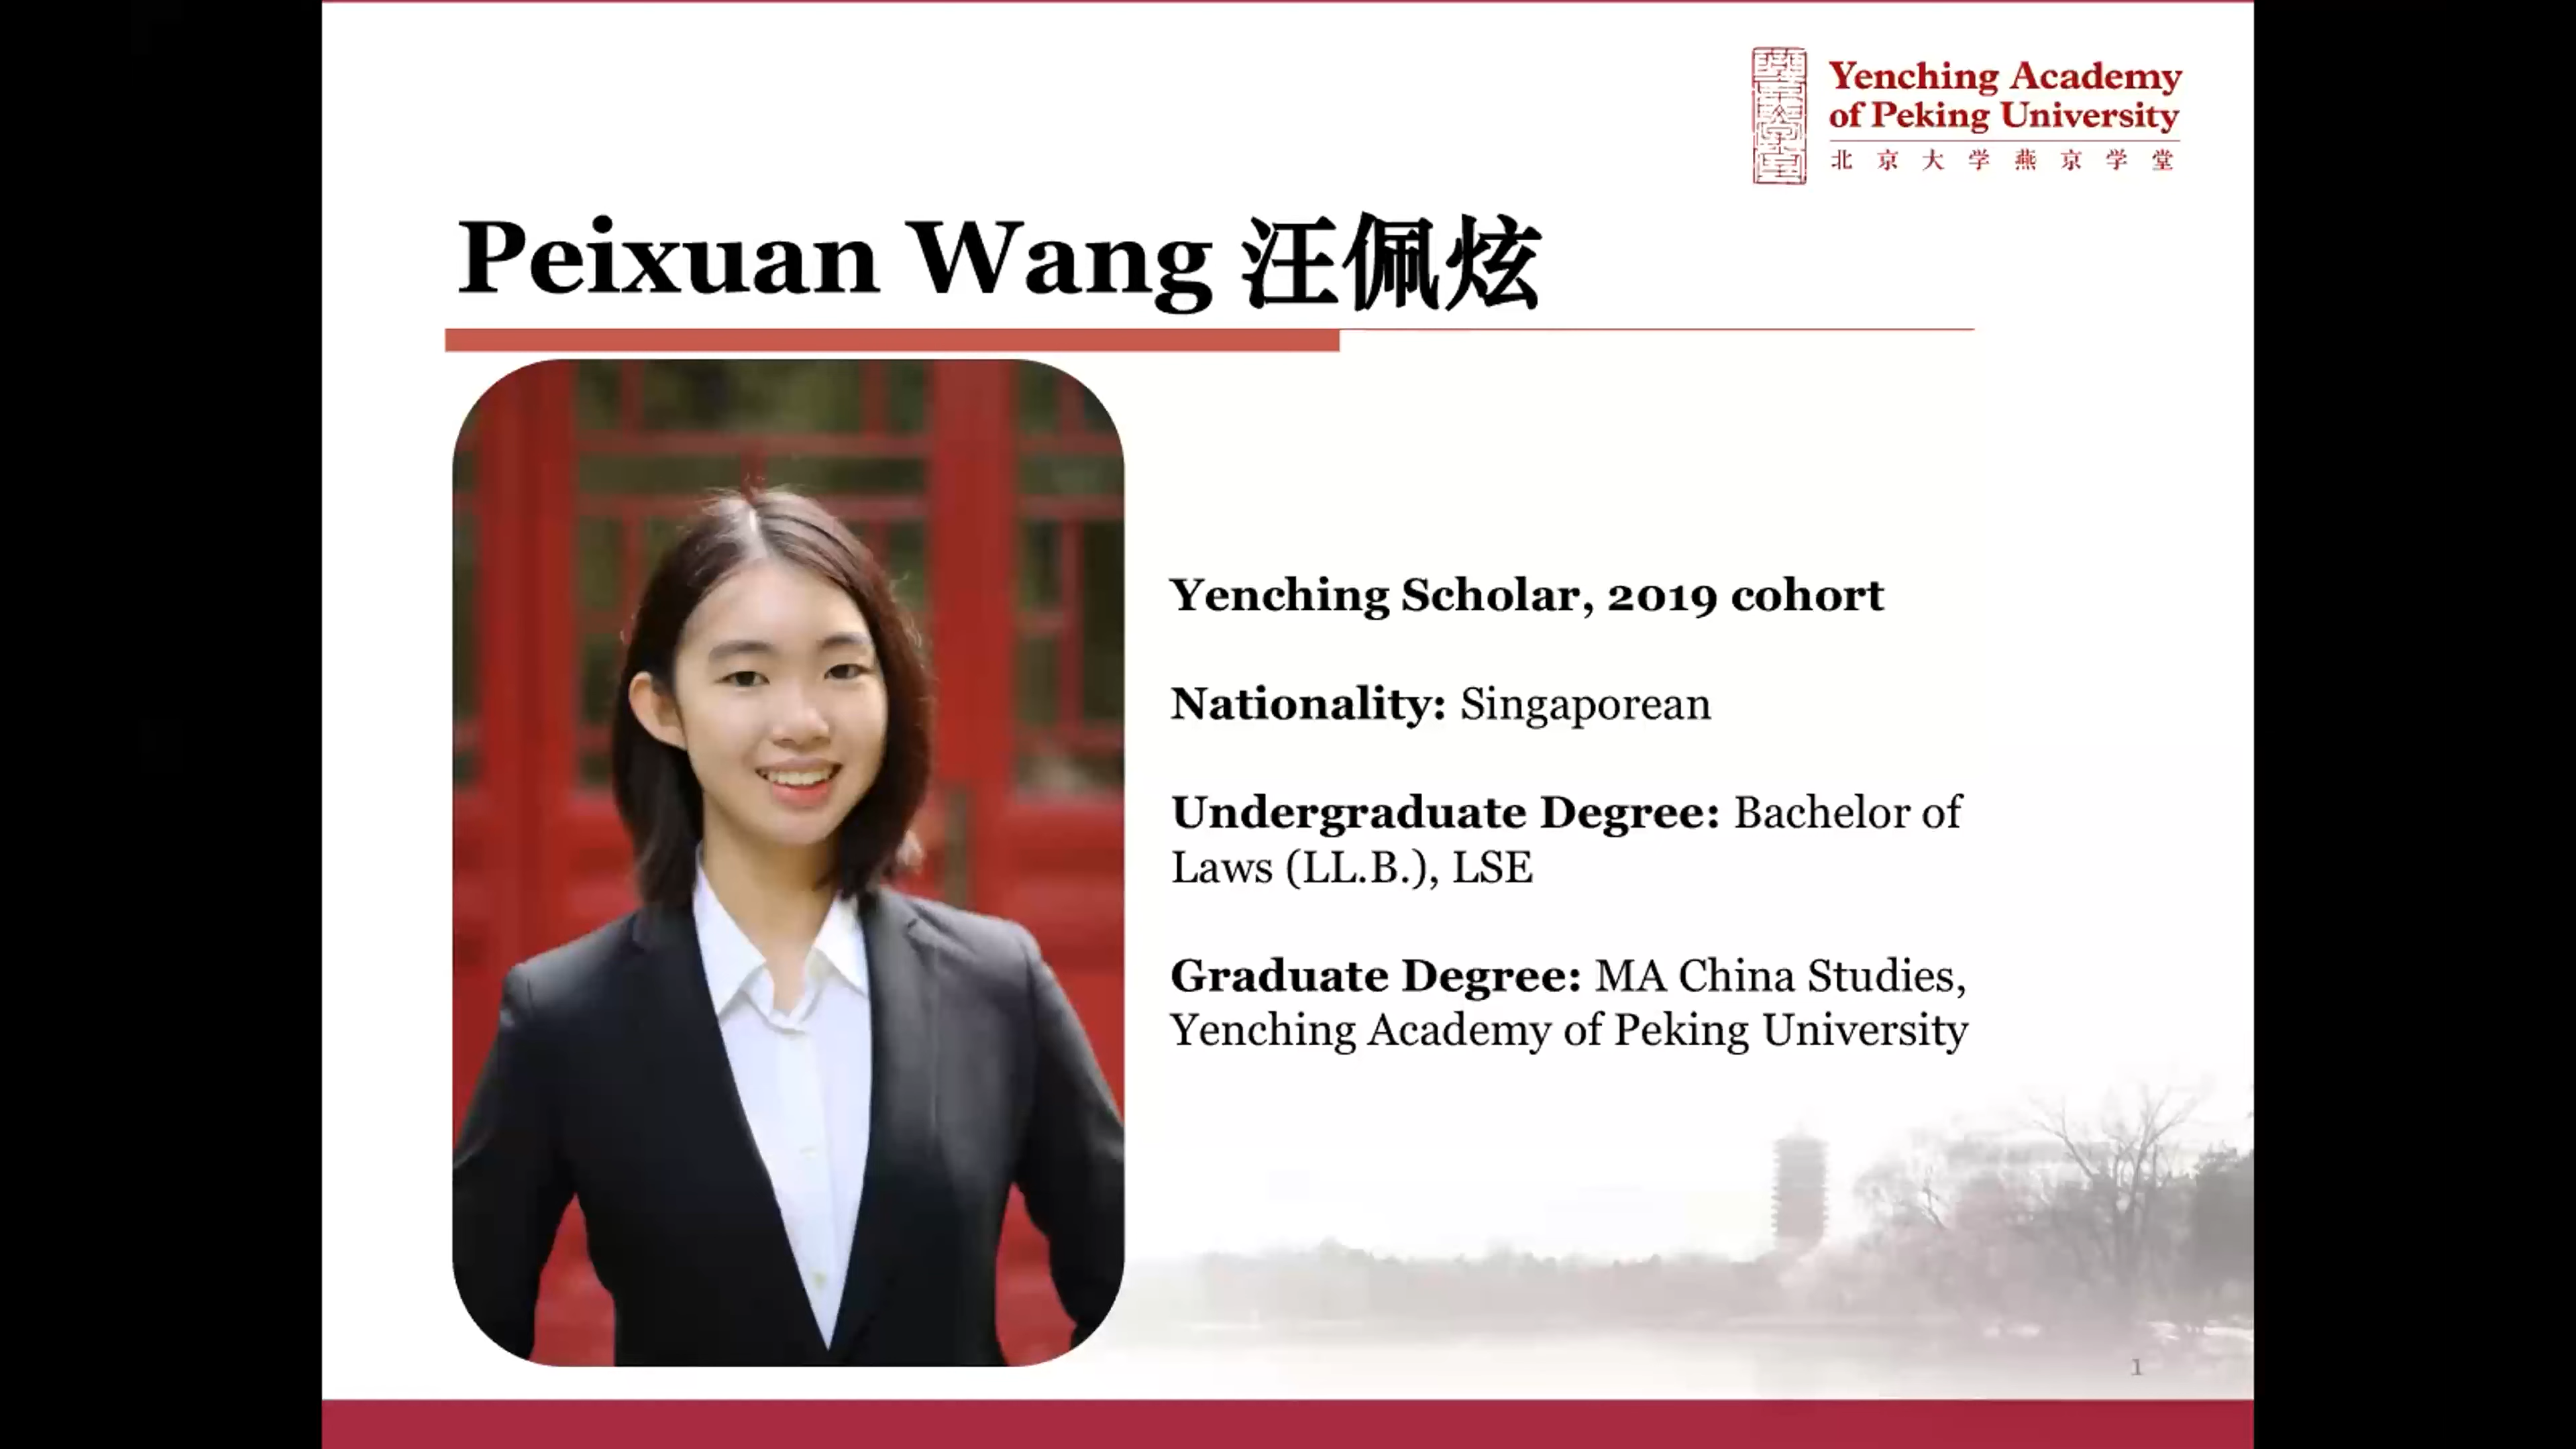 Yenching Academy
of Peking University
北京大学燕京学堂
Peixuan Wang 汪佩炫
Yenching Scholar, 2019 cohort
Nationality: Singaporean
Undergraduate Degree: Bachelor of
Laws (LL.B.), LSE
Graduate Degree: MA China Studies,
Yenching Academy of Peking University
1